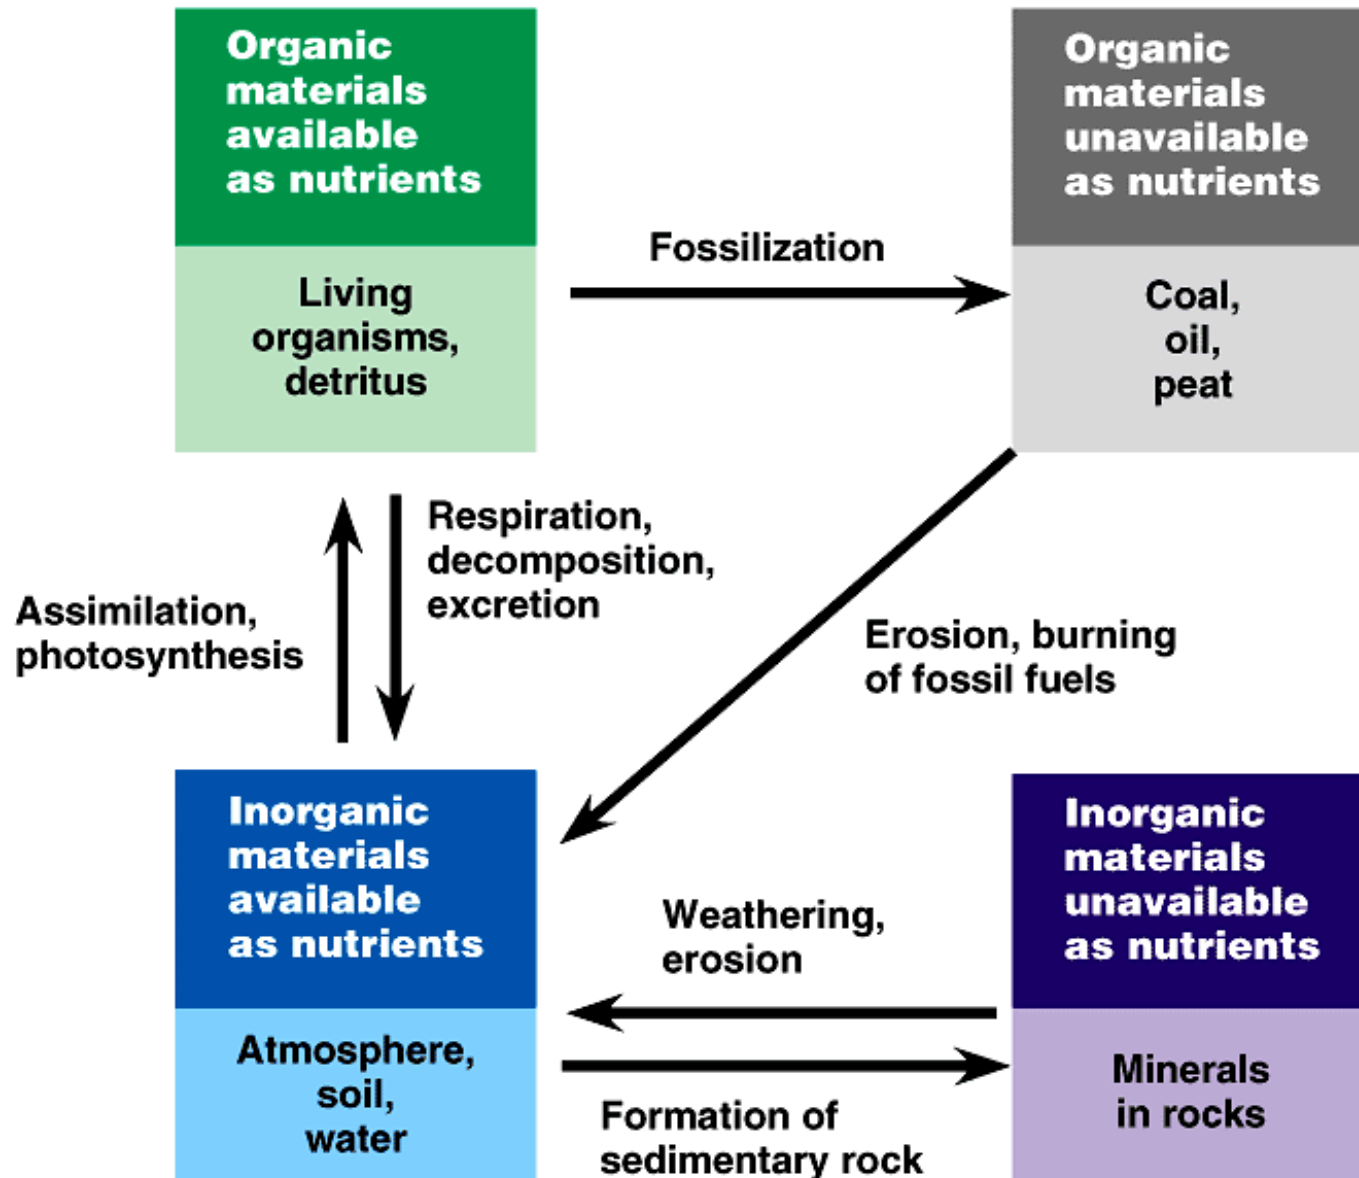 Organic
materials
available
as nutrients
Living
organisms,
detritus
Fossilization
Organic
materials
unavailable
as nutrients
Coal,
oil,
peat
Assimilation,
photosynthesis
Respiration,
decomposition,
excretion
Erosion, burning
of fossil fuels
Inorganic
materials
available
as nutrients
Atmosphere,
soil,
water
Weathering,
erosion
Formation of
sedimentary rock
Inorganic
materials
unavailable
as nutrients
Minerals
in rocks